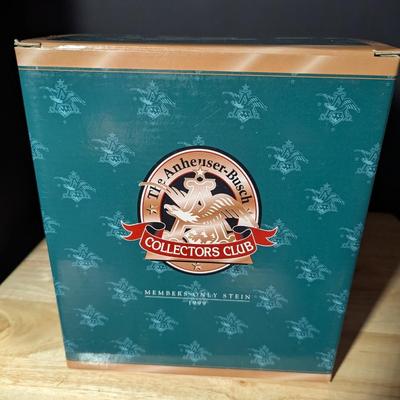 The Anheuser-Busch
A
COLLECTORS CLUB
MEMBERS ONLY STEIN
1999